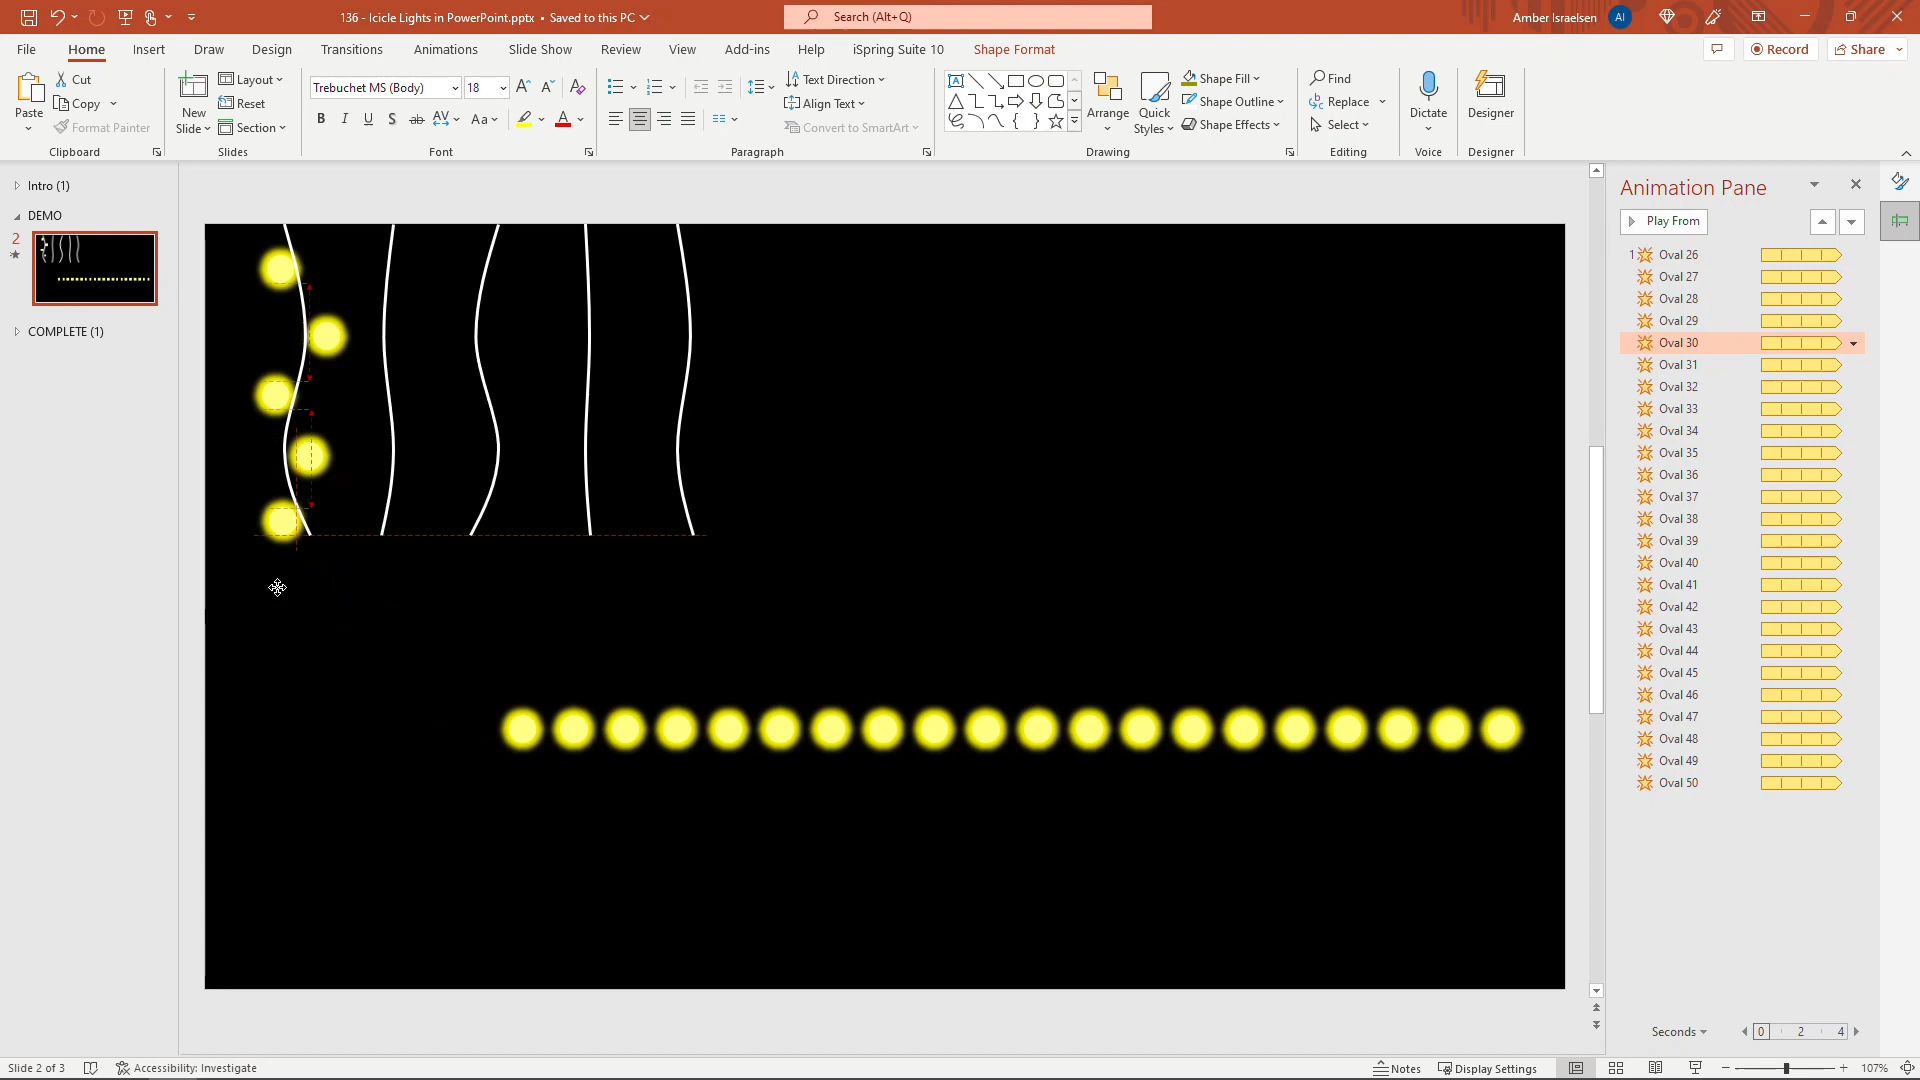 136 - Icicle Lights in PowerPoint.pptx • Saved to this PC
Search (Alt+Q)
Amber Israelsen
AI
File
Home
Insert
Draw
Design
Transitions
Animations
Slide Show
Review
View
Add-ins
Help
iSpring Suite 10
Shape Format
Record
Share
Paste
Cut
Copy
Format Painter
Clipboard
New
Slide
Layout
Reset
Section
Slides
Trebuchet MS (Body)
18
Font
Text Direction
Align Text
Convert to SmartArt
Paragraph
Arrange
Quick
Styles
Shape Fill
Shape Outline
Shape Effects
Drawing
Find
Replace
Select
Editing
Dictate
Voice
Designer
Designer
Intro (1)
DEMO
2
COMPLETE (1)
Animation Pane
Play From
1 Oval 26
Oval 27
Oval 28
Oval 29
Oval 30
Oval 31
Oval 32
Oval 33
Oval 34
Oval 35
Oval 36
Oval 37
Oval 38
Oval 39
Oval 40
Oval 41
Oval 42
Oval 43
Oval 44
Oval 45
Oval 46
Oval 47
Oval 48
Oval 49
Oval 50
Seconds 0 2 4
Slide 2 of 3
Accessibility: Investigate
Notes
Display Settings
107%